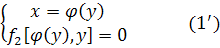 x = φ(y)
f₂[φ(y),y] = 0
(1′)